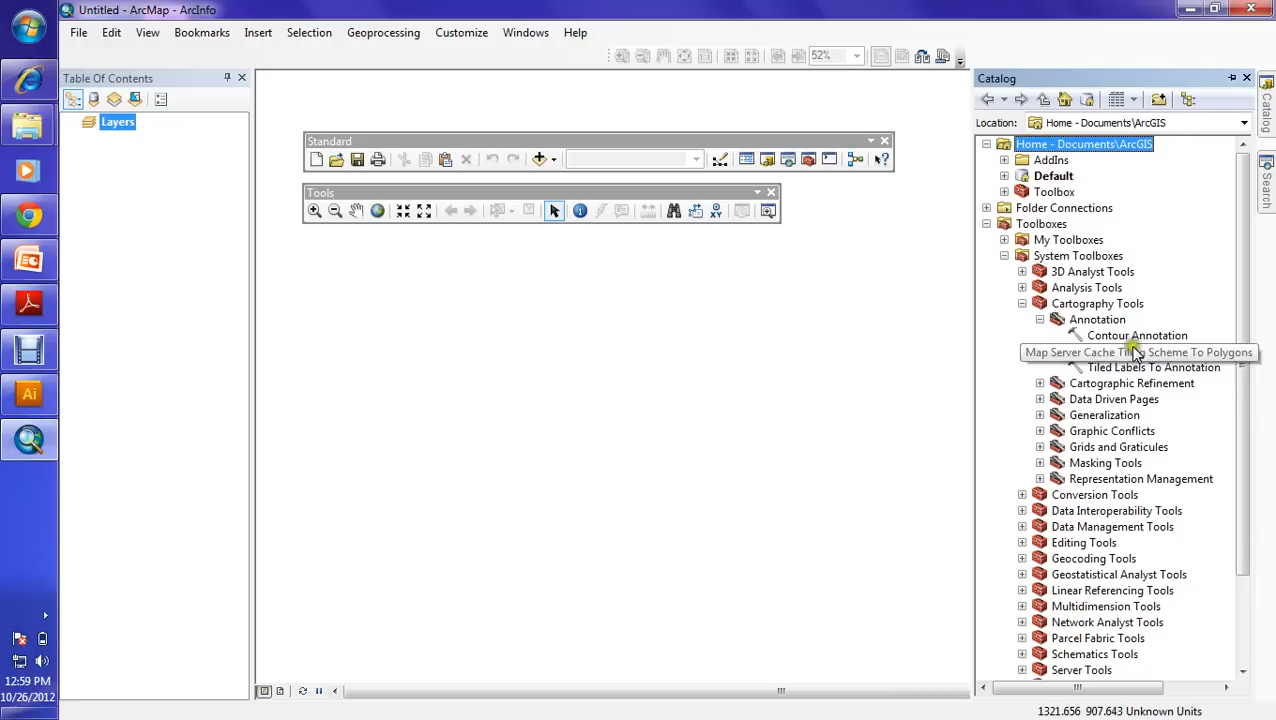 Untitled - ArcMap - ArcInfo
File Edit View Bookmarks Insert Selection Geoprocessing Customize Windows Help
52%
Table Of Contents
Layers
Standard
Tools
Catalog
Location: Home - Documents\ArcGIS
Home - Documents\ArcGIS
AddIns
Default
Toolbox
Folder Connections
Toolboxes
My Toolboxes
System Toolboxes
3D Analyst Tools
Analysis Tools
Cartography Tools
Annotation
Contour Annotation
Map Server Cache Tiling Scheme To Polygons
Tiled Labels To Annotation
Cartographic Refinement
Data Driven Pages
Generalization
Graphic Conflicts
Grids and Graticules
Masking Tools
Representation Management
Conversion Tools
Data Interoperability Tools
Data Management Tools
Editing Tools
Geocoding Tools
Geostatistical Analyst Tools
Linear Referencing Tools
Multidimension Tools
Network Analyst Tools
Parcel Fabric Tools
Schematics Tools
Server Tools
Catalog
Search
Ai
XY
12:59 PM
10/26/2012
1321.656 907.643 Unknown Units